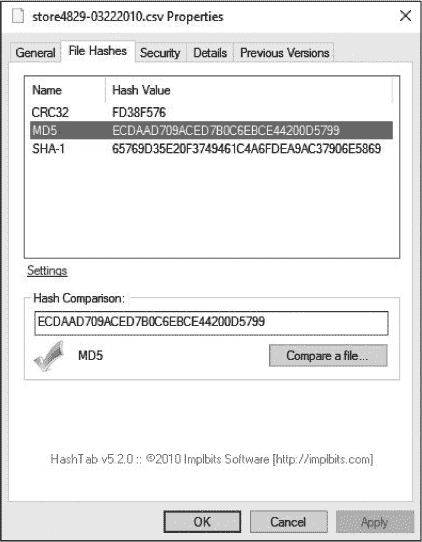 store4829-03222010.csv Properties
General File Hashes Security Details Previous Versions
Name Hash Value
CRC32 FD38F576
MD5 ECDAAD709ACED7B0C6EBCE44200D5799
SHA-1 65769D35E20F3749461C4A6FDEA9AC37906E5869
Settings
Hash Comparison:
ECDAAD709ACED7B0C6EBCE44200D5799
MD5 Compare a file...
HashTab v5.2.0 :: ©2010 Implbits Software [http://implbits.com]
OK Cancel Apply